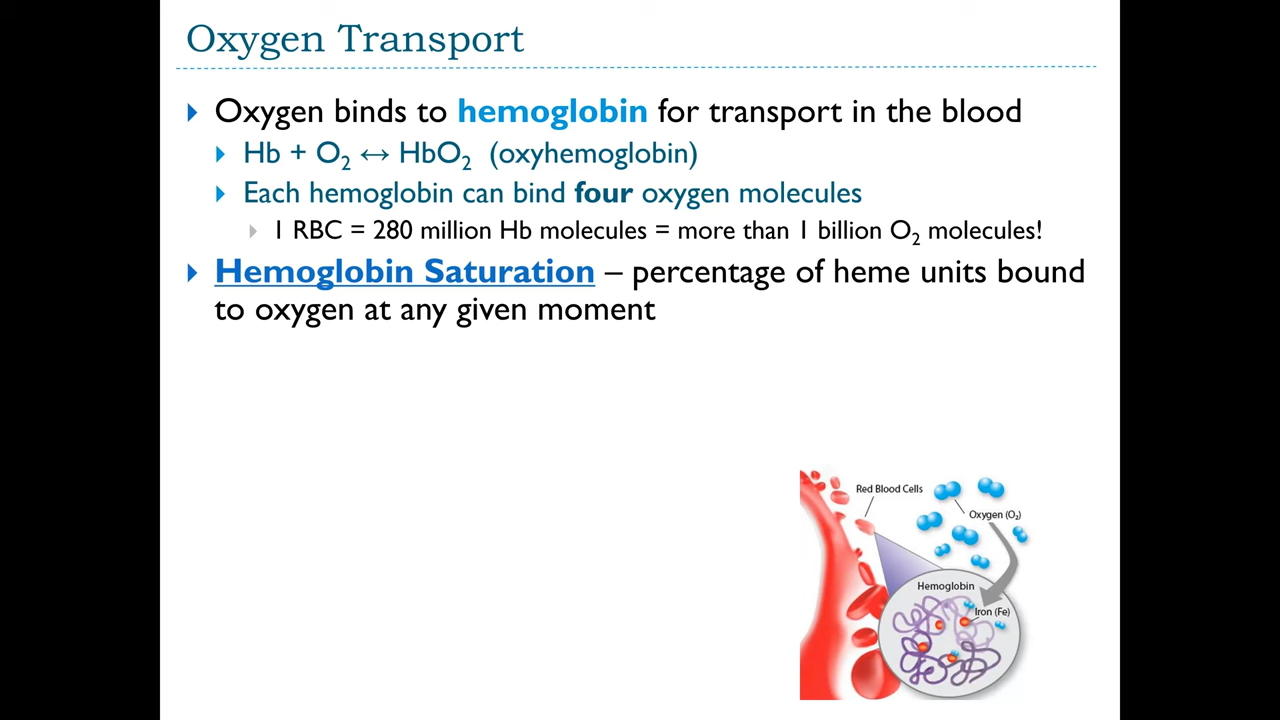 Oxygen Transport
Oxygen binds to hemoglobin for transport in the blood
Hb + O₂ ↔ HbO₂ (oxyhemoglobin)
Each hemoglobin can bind four oxygen molecules
1 RBC = 280 million Hb molecules = more than 1 billion O₂ molecules!
Hemoglobin Saturation – percentage of heme units bound
to oxygen at any given moment
Red Blood Cells
Oxygen (O₂)
Hemoglobin
Iron (Fe)